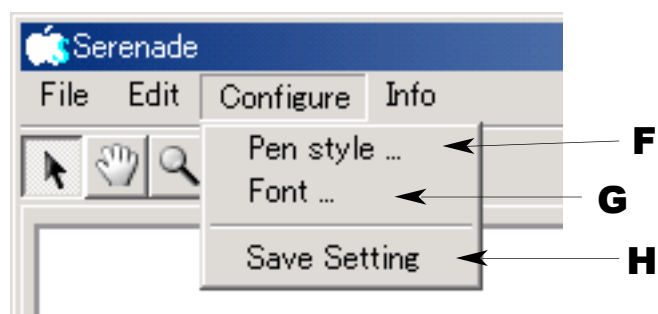 Serenade
File Edit Configure Info
Pen style ... F
Font ... G
Save Setting H